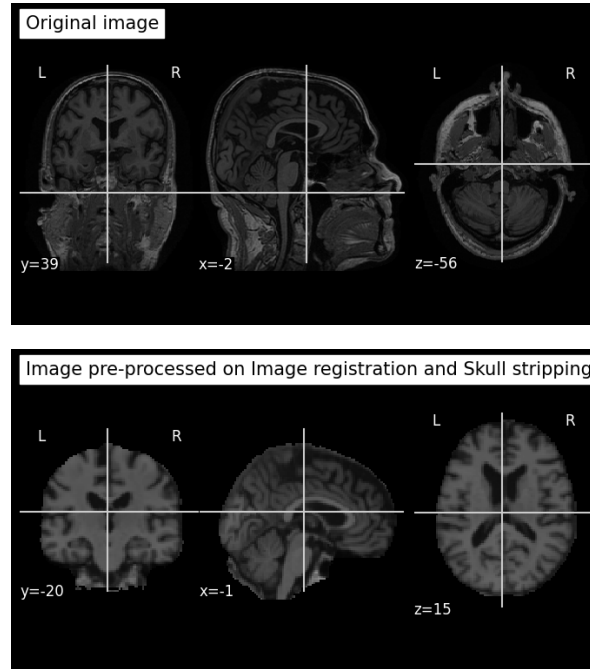 Original image
L R L R
y=39 x=-2 z=-56
Image pre-processed on Image registration and Skull stripping
L R L R
y=-20 x=-1 z=15